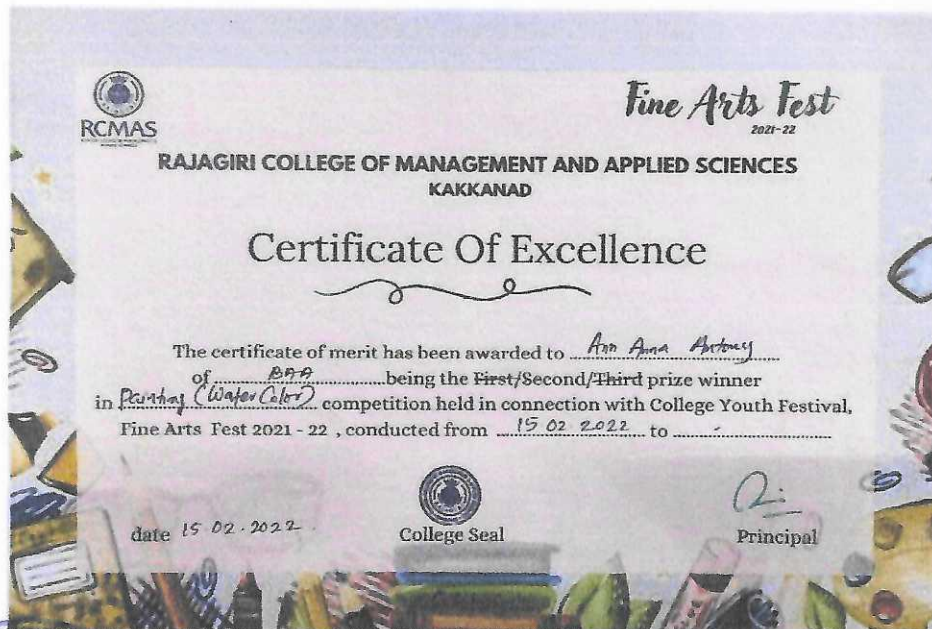 RCMAS
Fine Arts Fest
2021-22
RAJAGIRI COLLEGE OF MANAGEMENT AND APPLIED SCIENCES
KAKKANAD
Certificate Of Excellence
The certificate of merit has been awarded to Ann Anna Antony
of BAA being the First/Second/Third prize winner
in Painting (Water Color) competition held in connection with College Youth Festival,
Fine Arts Fest 2021 - 22 , conducted from 15 02 2022 to -
date 15.02.2022.
College Seal
Principal